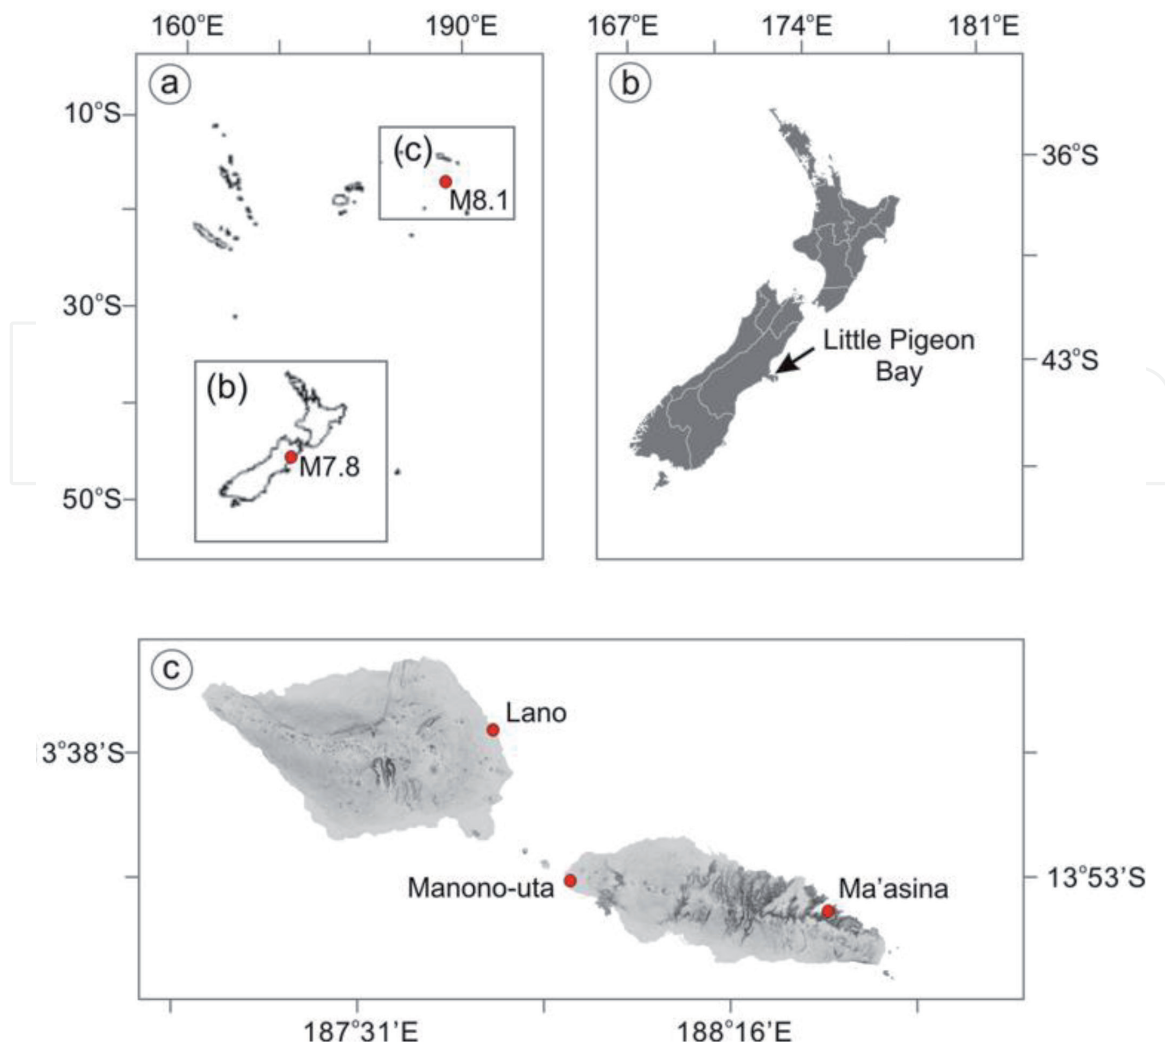 160°E
190°E
167°E
174°E
181°E
a
b
10°S
30°S
50°S
(c)
M8.1
(b)
M7.8
36°S
43°S
Little Pigeon
Bay
c
Lano
3°38'S
Manono-uta
Ma'asina
13°53'S
187°31'E
188°16'E